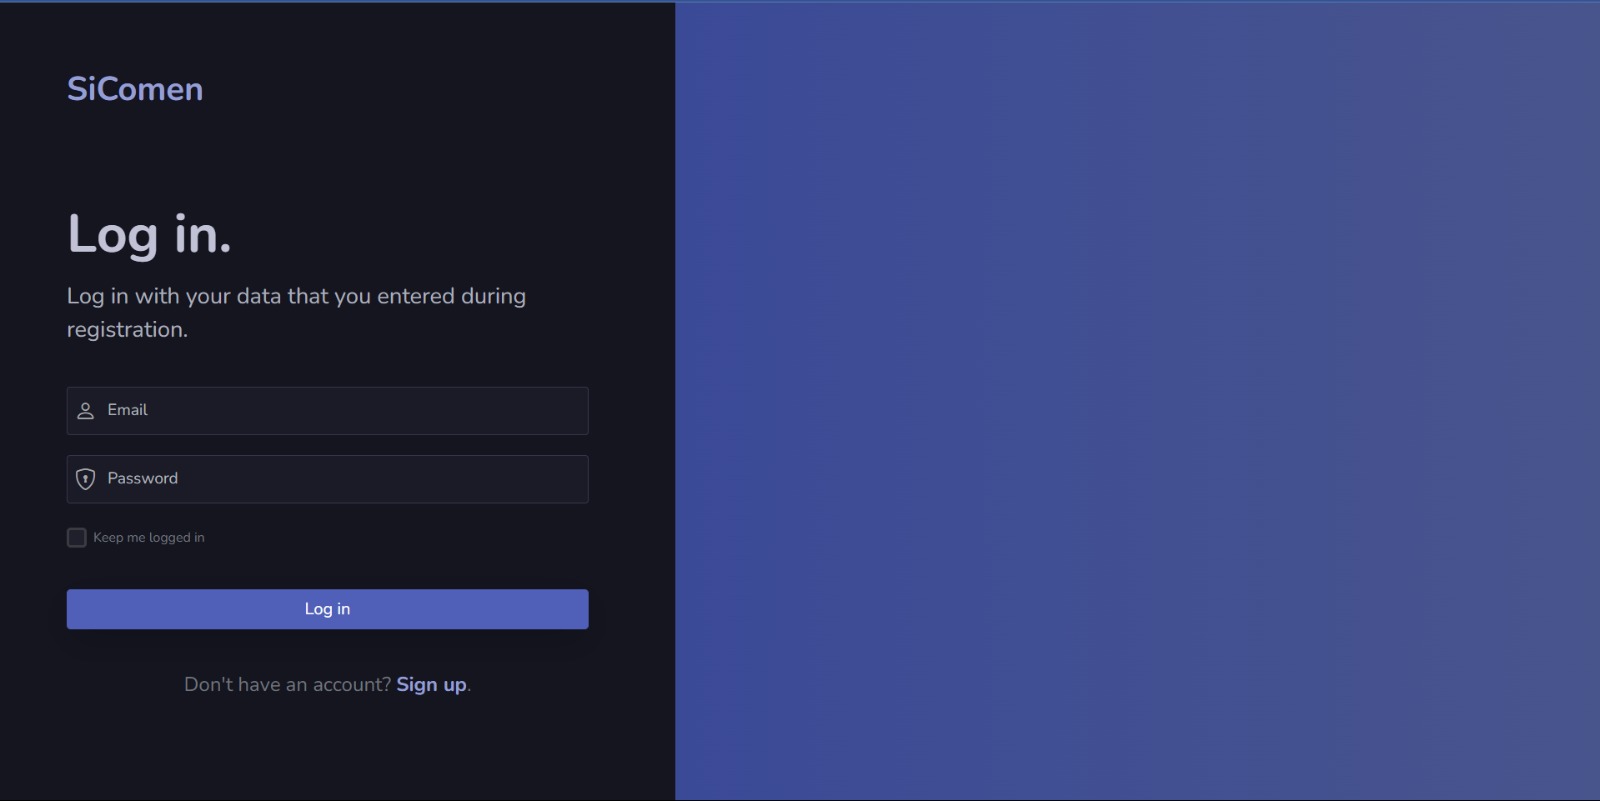 SiComen
Log in.
Log in with your data that you entered during
registration.
Email
Password
Keep me logged in
Log in
Don't have an account? Sign up.